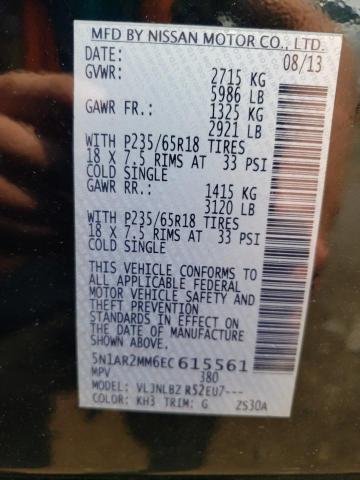 MFD BY NISSAN MOTOR CO., LTD.
DATE: 08/13
GVWR: 2715 KG
5986 LB
GAWR FR.: 1325 KG
2921 LB
WITH P235/65R18 TIRES
18 X 7.5 RIMS AT 33 PSI
COLD SINGLE
GAWR RR.: 1415 KG
3120 LB
WITH P235/65R18 TIRES
18 X 7.5 RIMS AT 33 PSI
COLD SINGLE
THIS VEHICLE CONFORMS TO
ALL APPLICABLE FEDERAL
MOTOR VEHICLE SAFETY AND
THEFT PREVENTION
STANDARDS IN EFFECT ON
THE DATE OF MANUFACTURE
SHOWN ABOVE.
5N1AR2MM6EC 615561
MPV 380
MODEL: VLJNLBZ R52EU7---
COLOR: KH3 TRIM: G ZS30A